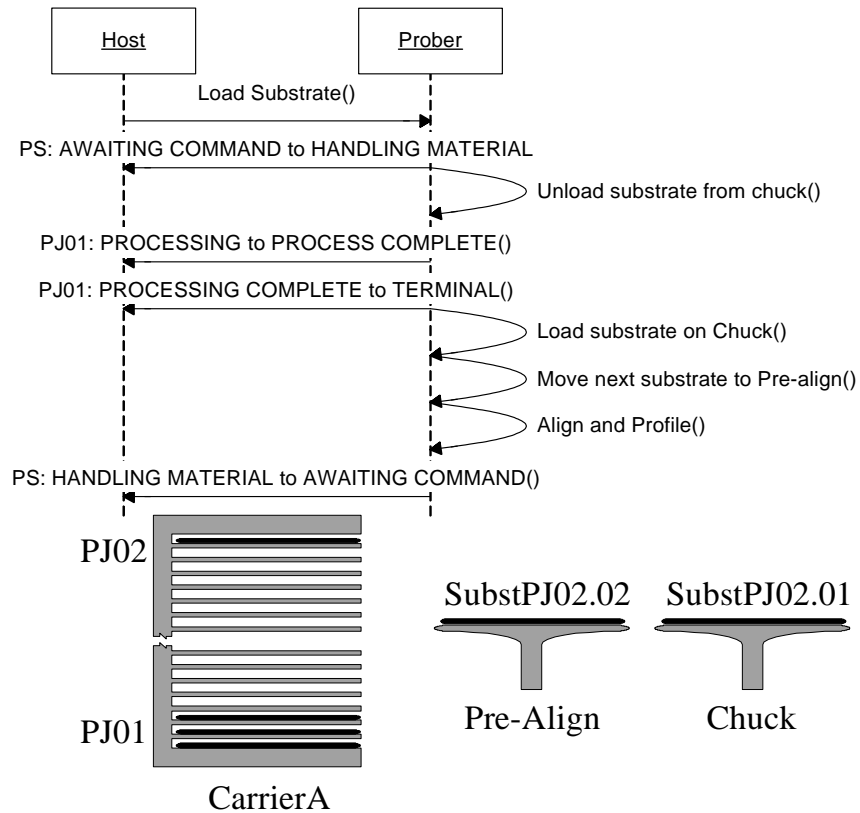 Host
Prober
Load Substrate()
PS: AWAITING COMMAND to HANDLING MATERIAL
Unload substrate from chuck()
PJ01: PROCESSING to PROCESS COMPLETE()
PJ01: PROCESSING COMPLETE to TERMINAL()
Load substrate on Chuck()
Move next substrate to Pre-align()
Align and Profile()
PS: HANDLING MATERIAL to AWAITING COMMAND()
PJ02
SubstPJ02.02
SubstPJ02.01
PJ01
Pre-Align
Chuck
CarrierA